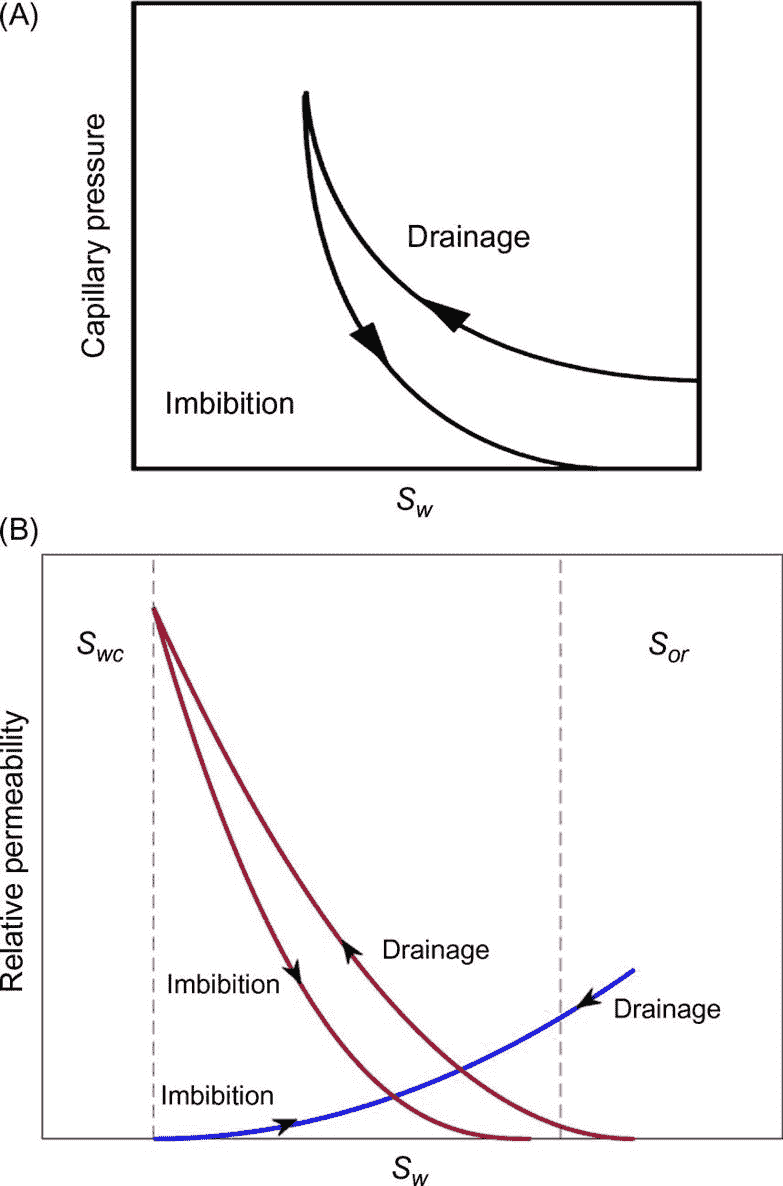 (A)
Capillary pressure
Drainage
Imbibition
Sw
(B)
Relative permeability
Swc
Sor
Drainage
Imbibition
Drainage
Imbibition
Sw